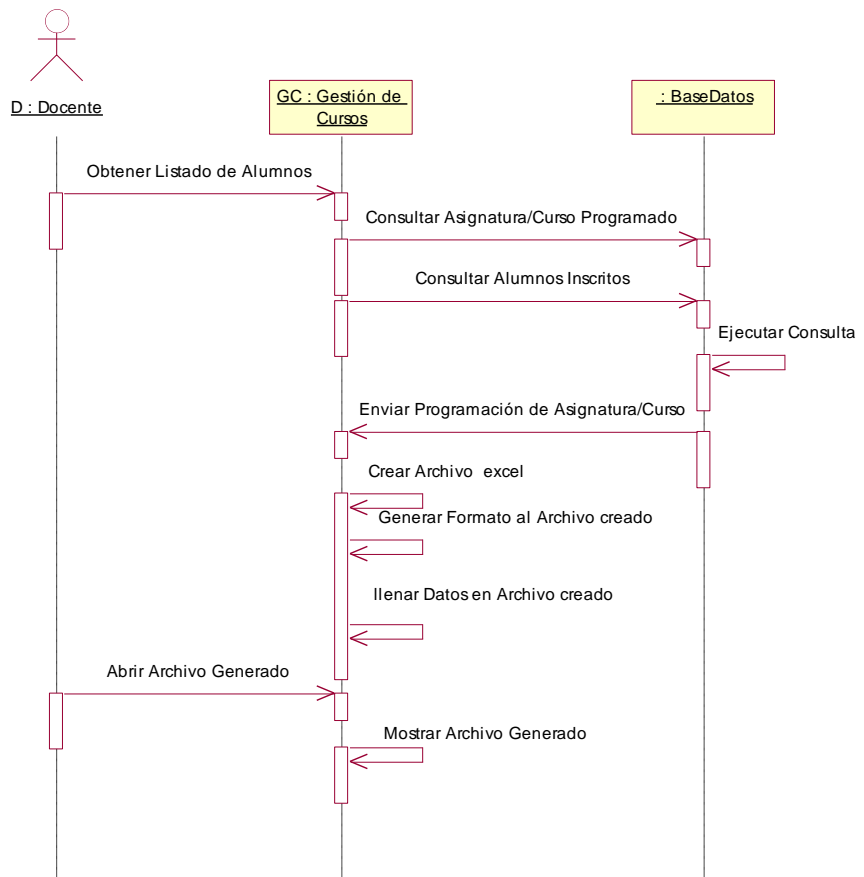 D : Docente
GC : Gestión de
Cursos
: BaseDatos
Obtener Listado de Alumnos
Consultar Asignatura/Curso Programado
Consultar Alumnos Inscritos
Ejecutar Consulta
Enviar Programación de Asignatura/Curso
Crear Archivo excel
Generar Formato al Archivo creado
llenar Datos en Archivo creado
Abrir Archivo Generado
Mostrar Archivo Generado